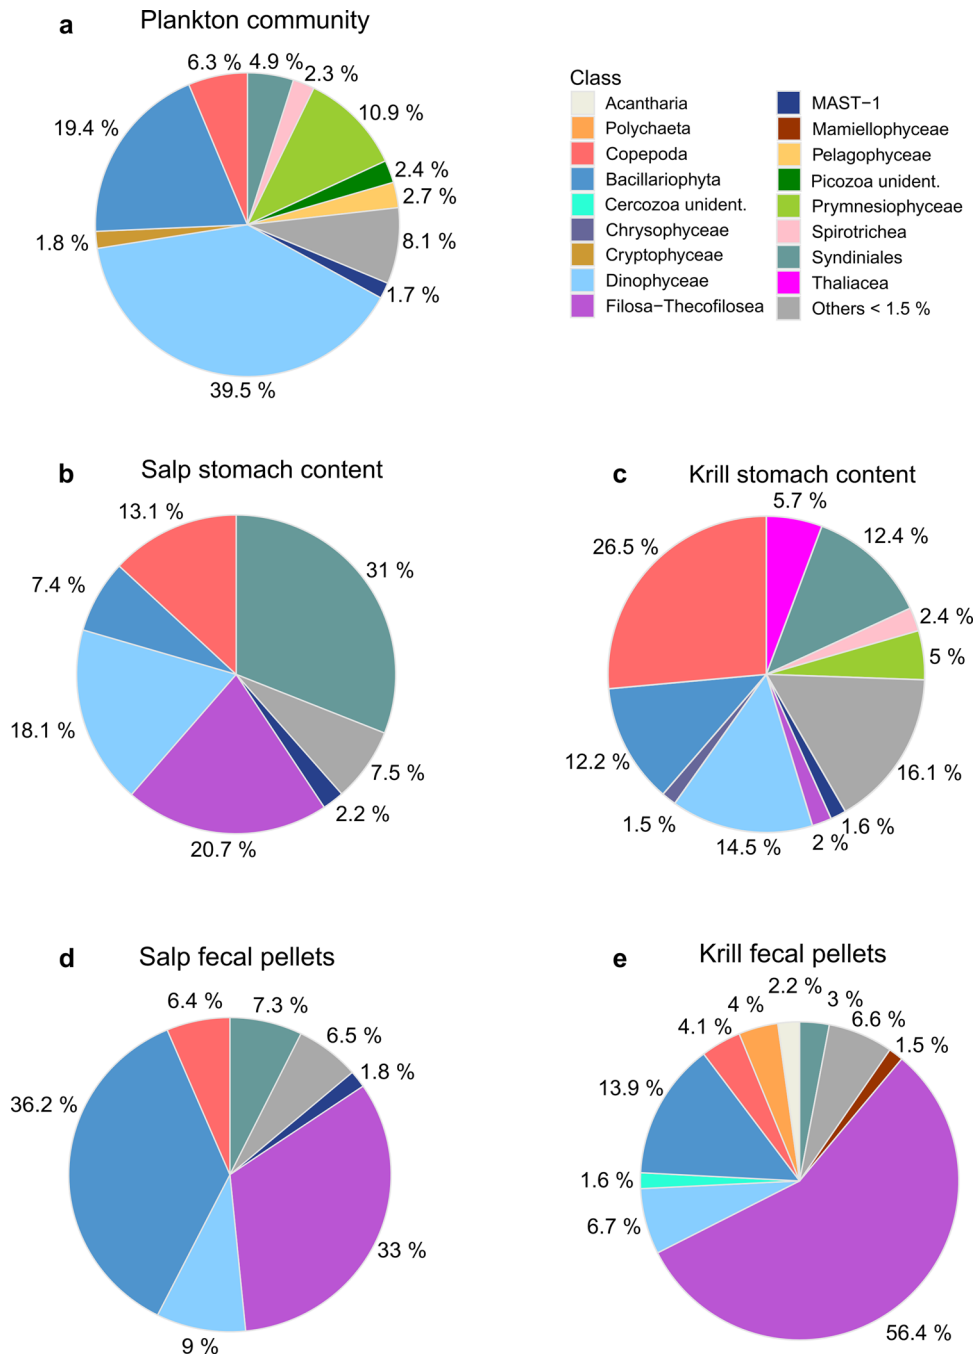 a Plankton community
6.3 % 4.9 % 2.3 %
19.4 % 10.9 %
2.4 %
2.7 %
1.8 % 8.1 %
1.7 %
39.5 %
Class
Acantharia
Polychaeta
Copepoda
Bacillariophyta
Cercozoa unident.
Chrysophyceae
Cryptophyceae
Dinophyceae
Filosa−Thecofilosea
MAST−1
Mamiellophyceae
Pelagophyceae
Picozoa unident.
Prymnesiophyceae
Spirotrichea
Syndiniales
Thaliacea
Others < 1.5 %
b Salp stomach content
13.1 %
31 %
7.4 %
18.1 %
7.5 %
2.2 %
20.7 %
c Krill stomach content
5.7 %
26.5 % 12.4 %
2.4 %
5 %
12.2 % 16.1 %
1.5 % 1.6 %
14.5 % 2 %
d Salp fecal pellets
6.4 % 7.3 %
6.5 %
1.8 %
36.2 %
33 %
9 %
e Krill fecal pellets
2.2 % 3 %
4.1 % 4 % 6.6 %
1.5 %
13.9 %
1.6 %
6.7 %
56.4 %